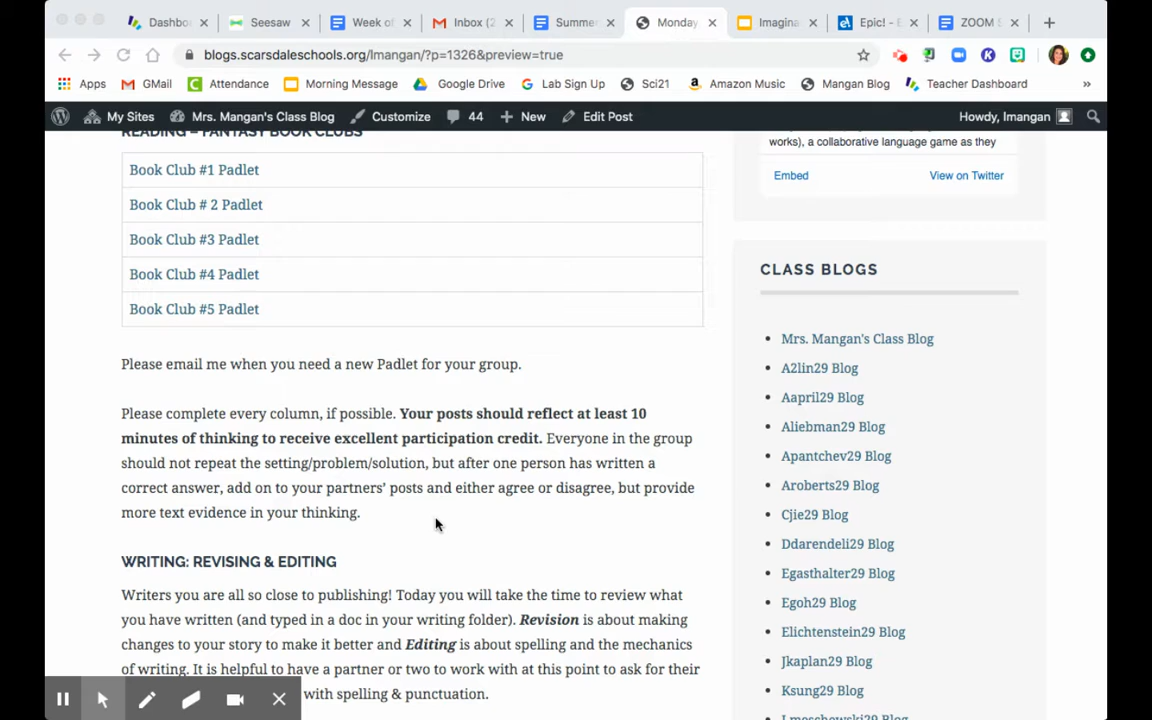 Dashbo
Seesaw
Week of
Inbox (2
Summe
Monday
Imagina
Epic! - E
ZOOM S
blogs.scarsdaleschools.org/lmangan/?p=1326&preview=true
Apps
GMail
Attendance
Morning Message
Google Drive
Lab Sign Up
Sci21
Amazon Music
Mangan Blog
Teacher Dashboard
»
My Sites
Mrs. Mangan's Class Blog
Customize
44
New
Edit Post
Howdy, lmangan
READING – FANTASY BOOK CLUBS
Book Club #1 Padlet
Book Club # 2 Padlet
Book Club #3 Padlet
Book Club #4 Padlet
Book Club #5 Padlet
Please email me when you need a new Padlet for your group.
Please complete every column, if possible. Your posts should reflect at least 10
minutes of thinking to receive excellent participation credit. Everyone in the group
should not repeat the setting/problem/solution, but after one person has written a
correct answer, add on to your partners' posts and either agree or disagree, but provide
more text evidence in your thinking.
WRITING: REVISING & EDITING
Writers you are all so close to publishing! Today you will take the time to review what
you have written (and typed in a doc in your writing folder). Revision is about making
changes to your story to make it better and Editing is about spelling and the mechanics
of writing. It is helpful to have a partner or two to work with at this point to ask for their
with spelling & punctuation.
works), a collaborative language game as they
Embed
View on Twitter
CLASS BLOGS
Mrs. Mangan's Class Blog
A2lin29 Blog
Aapril29 Blog
Aliebman29 Blog
Apantchev29 Blog
Aroberts29 Blog
Cjie29 Blog
Ddarendeli29 Blog
Egasthalter29 Blog
Egoh29 Blog
Elichtenstein29 Blog
Jkaplan29 Blog
Ksung29 Blog